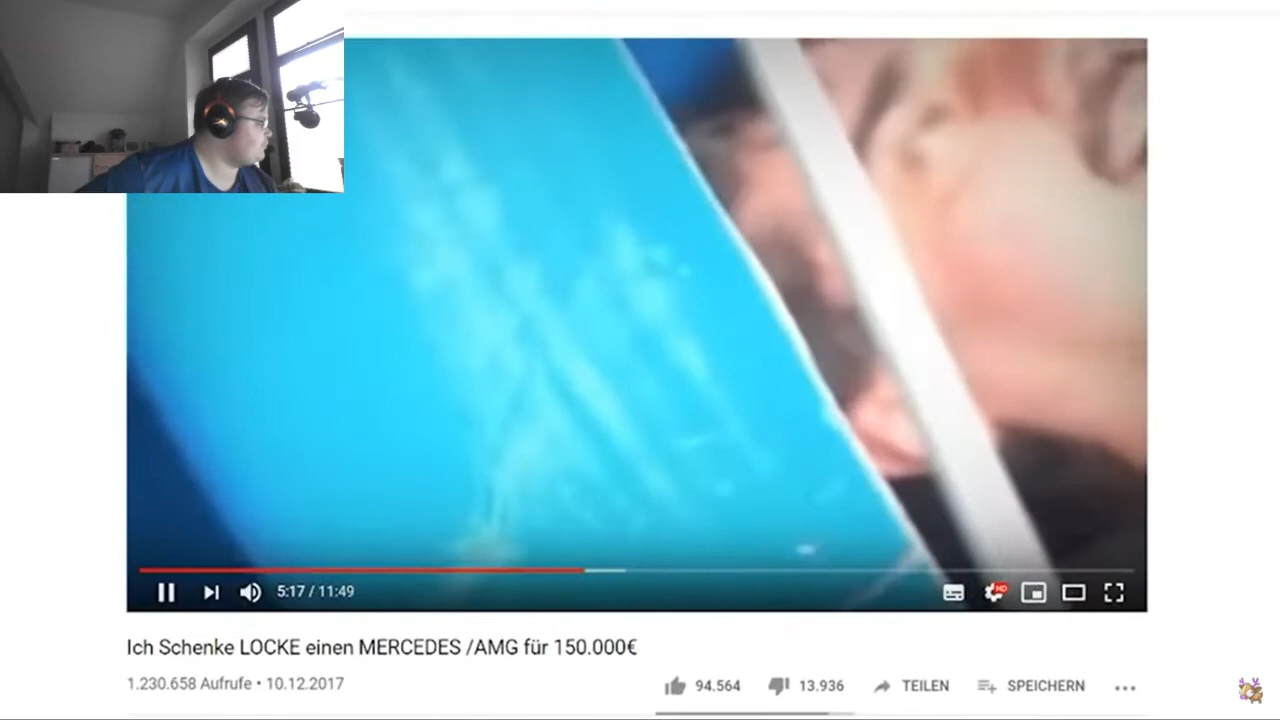 5:17 / 11:49
HD
Ich Schenke LOCKE einen MERCEDES /AMG für 150.000€
1.230.658 Aufrufe • 10.12.2017
94.564
13.936
TEILEN
SPEICHERN